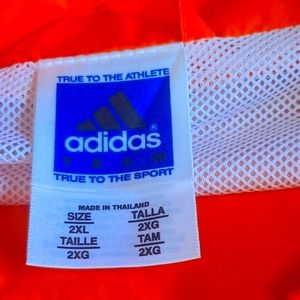 TRUE TO THE ATHLETE
adidas®
TEAM
TRUE TO THE SPORT
MADE IN THAILAND
SIZE TALLA
2XL 2XG
TAILLE TAM
2XG 2XG